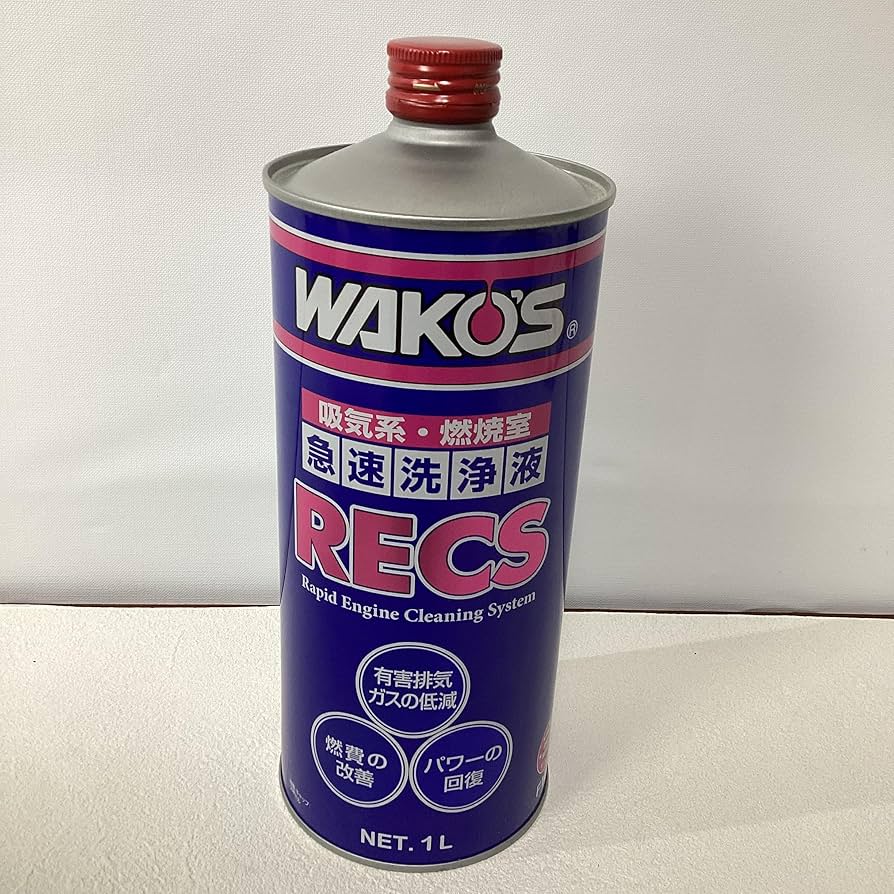 WAKO'S®
吸気系・燃焼室
急速洗浄液
RECS
Rapid Engine Cleaning System
有害排気
ガスの低減
燃費の
改善
パワーの
回復
NET. 1L